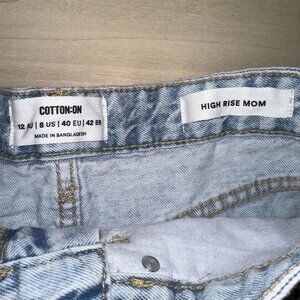 COTTON:ON
12 AU | 8 US | 40 EU | 42 BR
MADE IN BANGLADESH
HIGH RISE MOM